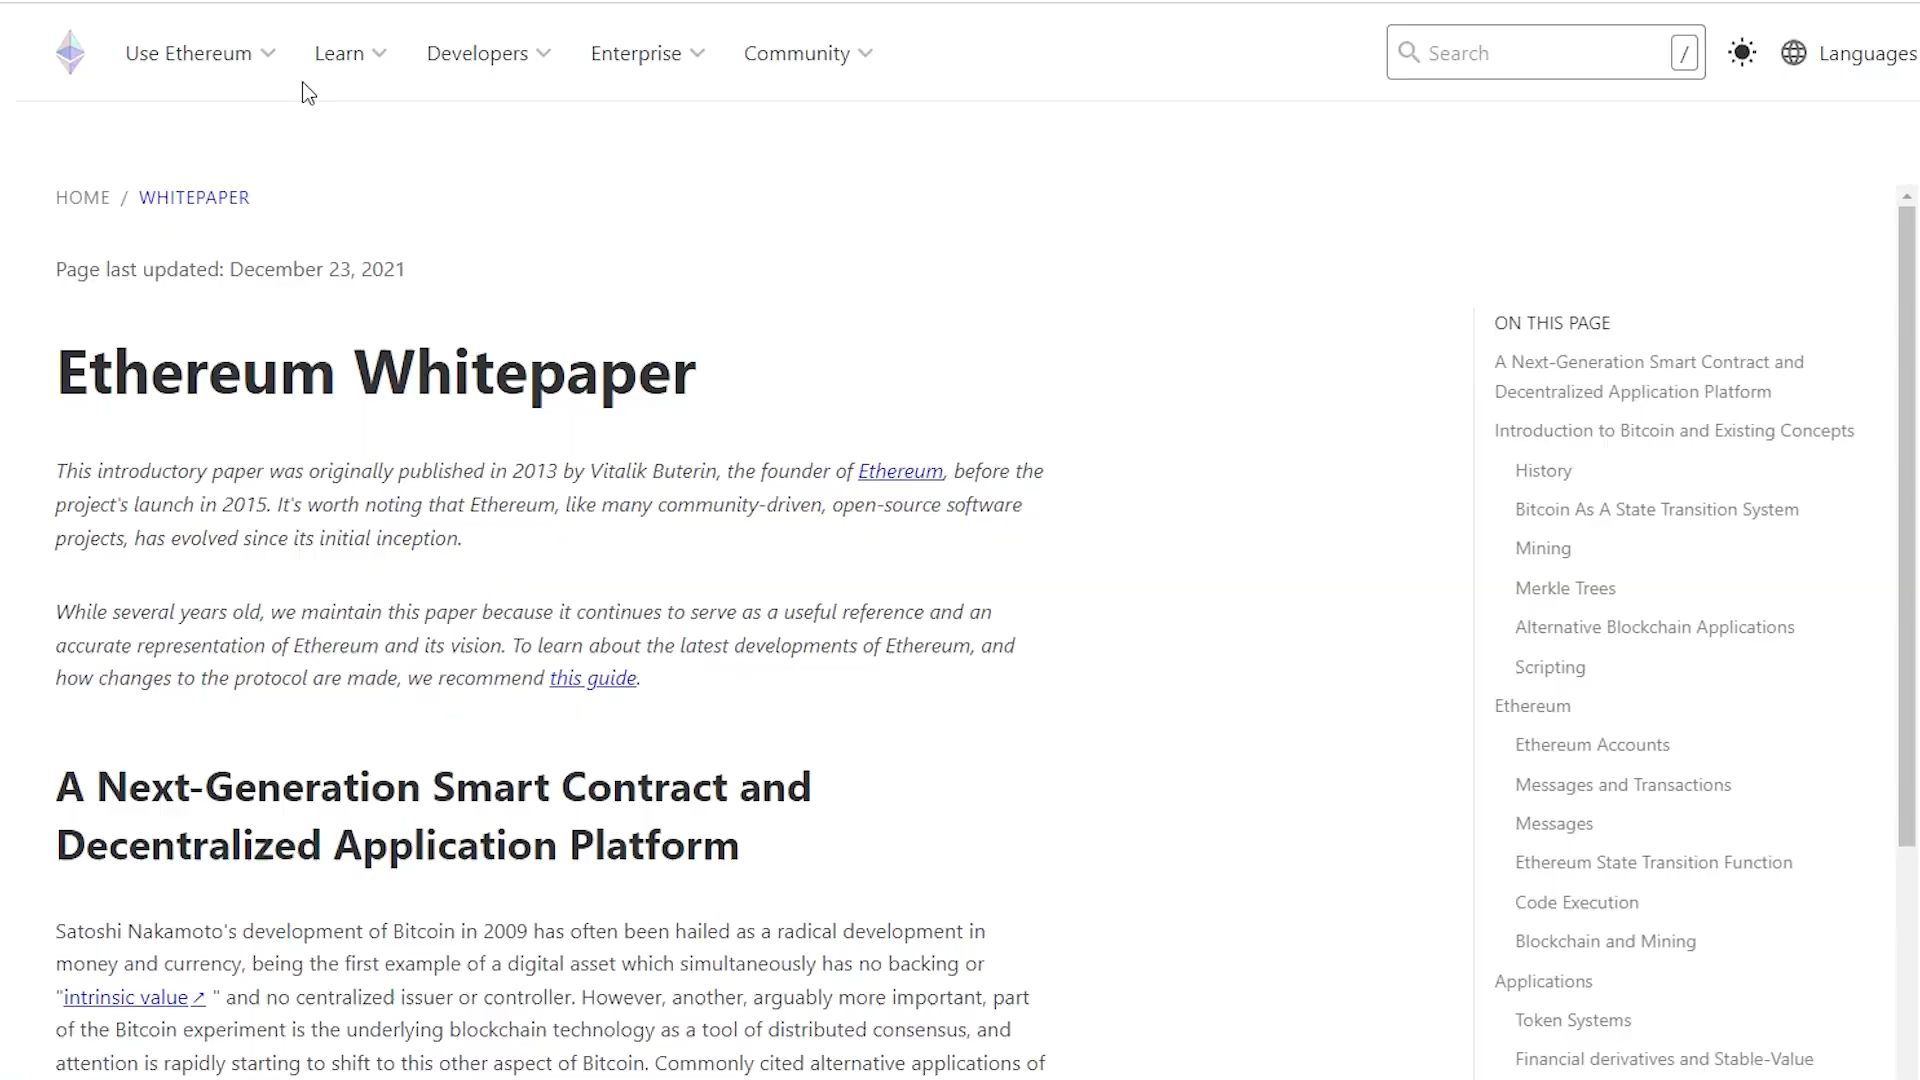 Use Ethereum Learn Developers Enterprise Community Search / Languages
HOME / WHITEPAPER
Page last updated: December 23, 2021
Ethereum Whitepaper
This introductory paper was originally published in 2013 by Vitalik Buterin, the founder of Ethereum, before the
project's launch in 2015. It's worth noting that Ethereum, like many community-driven, open-source software
projects, has evolved since its initial inception.
While several years old, we maintain this paper because it continues to serve as a useful reference and an
accurate representation of Ethereum and its vision. To learn about the latest developments of Ethereum, and
how changes to the protocol are made, we recommend this guide.
A Next-Generation Smart Contract and
Decentralized Application Platform
Satoshi Nakamoto's development of Bitcoin in 2009 has often been hailed as a radical development in
money and currency, being the first example of a digital asset which simultaneously has no backing or
"intrinsic value↗ " and no centralized issuer or controller. However, another, arguably more important, part
of the Bitcoin experiment is the underlying blockchain technology as a tool of distributed consensus, and
attention is rapidly starting to shift to this other aspect of Bitcoin. Commonly cited alternative applications of
ON THIS PAGE
A Next-Generation Smart Contract and
Decentralized Application Platform
Introduction to Bitcoin and Existing Concepts
History
Bitcoin As A State Transition System
Mining
Merkle Trees
Alternative Blockchain Applications
Scripting
Ethereum
Ethereum Accounts
Messages and Transactions
Messages
Ethereum State Transition Function
Code Execution
Blockchain and Mining
Applications
Token Systems
Financial derivatives and Stable-Value